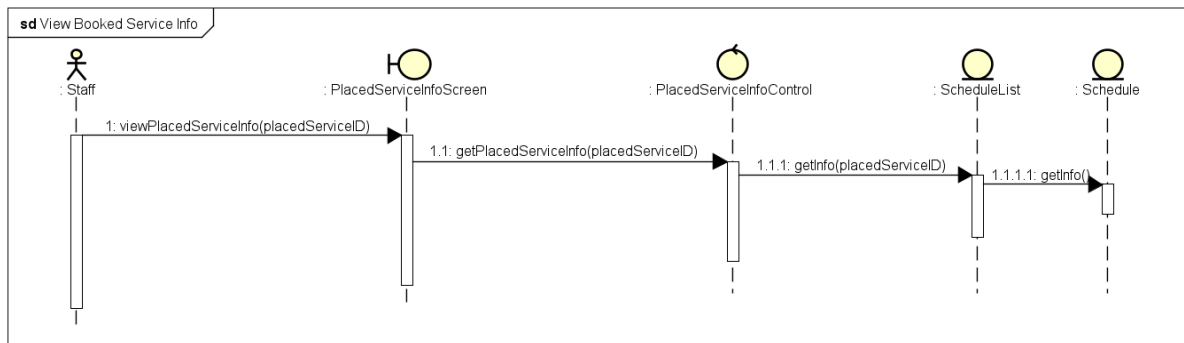 sd View Booked Service Info
: Staff
: PlacedServiceInfoScreen
: PlacedServiceInfoControl
: ScheduleList
: Schedule
1: viewPlacedServiceInfo(placedServiceID)
1.1: getPlacedServiceInfo(placedServiceID)
1.1.1: getInfo(placedServiceID)
1.1.1.1: getInfo()